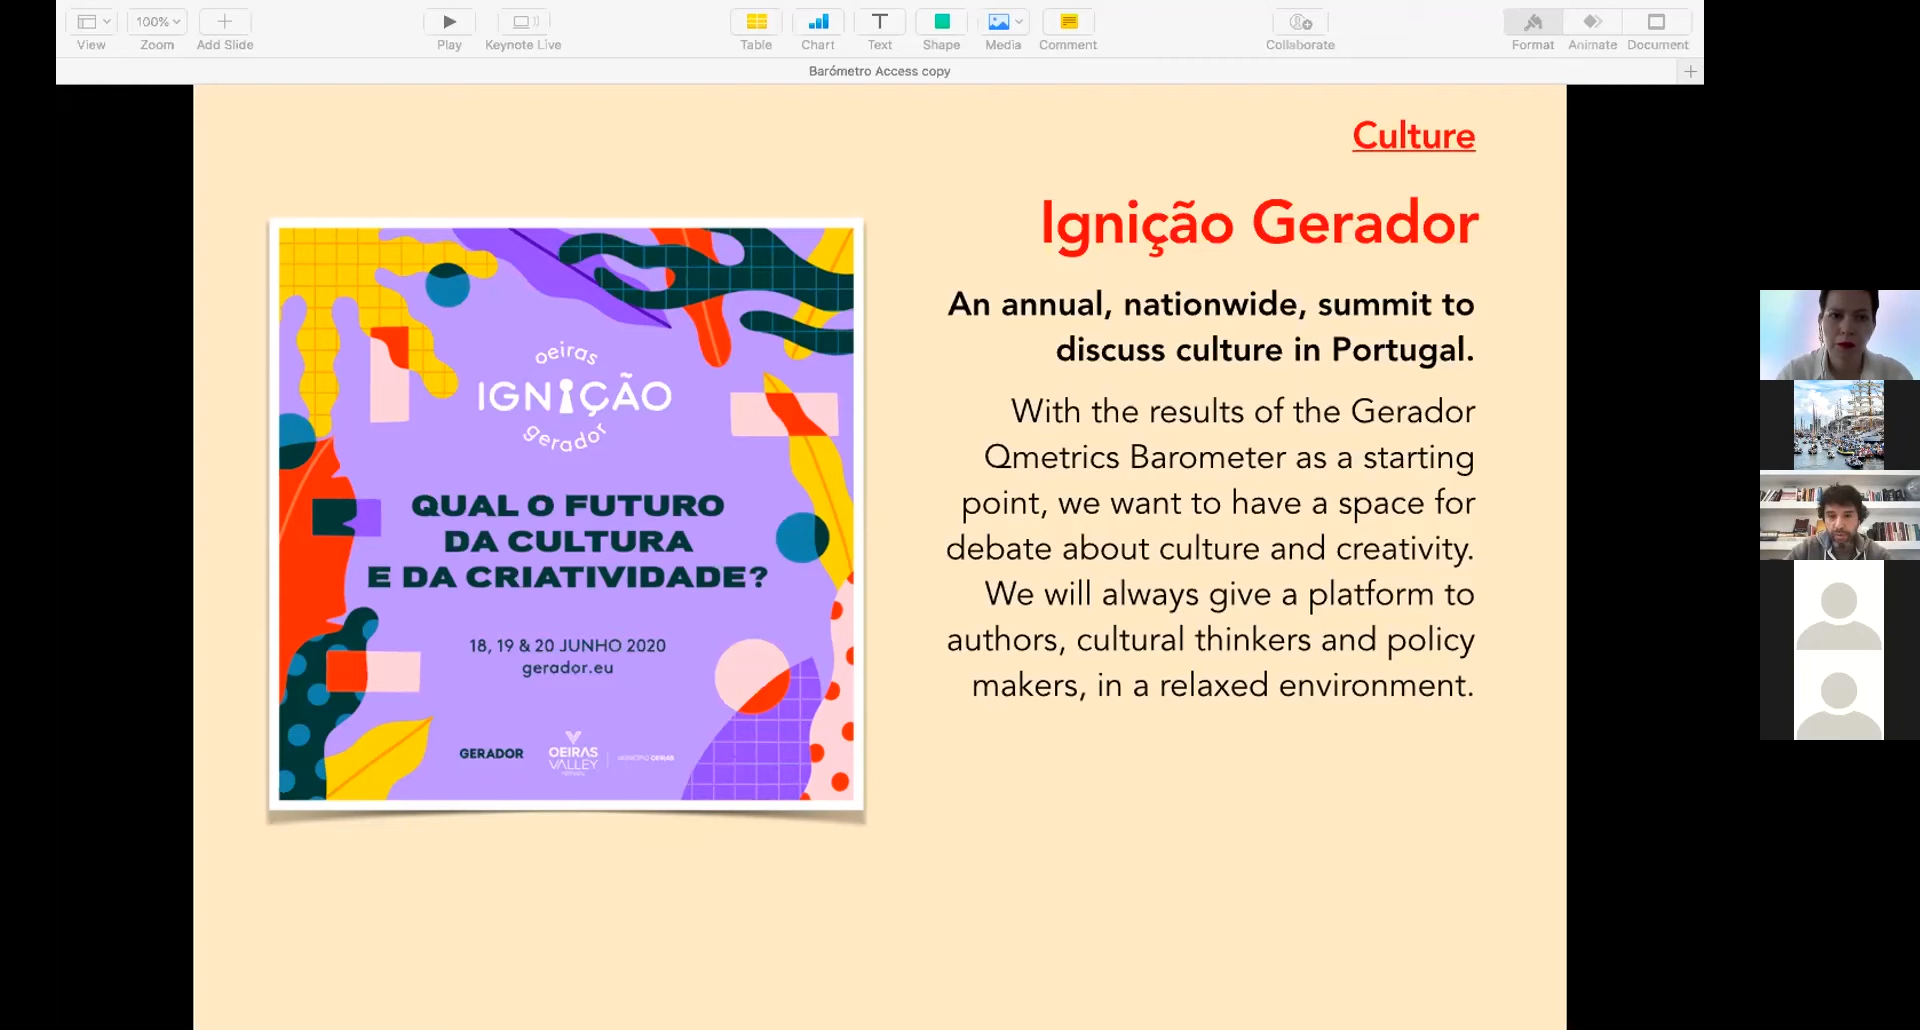 100%
View
Zoom
Add Slide
Play
Keynote Live
Table
Chart
Text
Shape
Media
Comment
Collaborate
Format
Animate
Document
Barómetro Access copy
Culture
Ignição Gerador
An annual, nationwide, summit to
discuss culture in Portugal.
With the results of the Gerador
Qmetrics Barometer as a starting
point, we want to have a space for
debate about culture and creativity.
We will always give a platform to
authors, cultural thinkers and policy
makers, in a relaxed environment.
oeiras
IGNIÇÃO
gerador
QUAL O FUTURO
DA CULTURA
E DA CRIATIVIDADE?
18, 19 & 20 JUNHO 2020
gerador.eu
GERADOR
OEIRAS
VALLEY
MUNICÍPIO OEIRAS